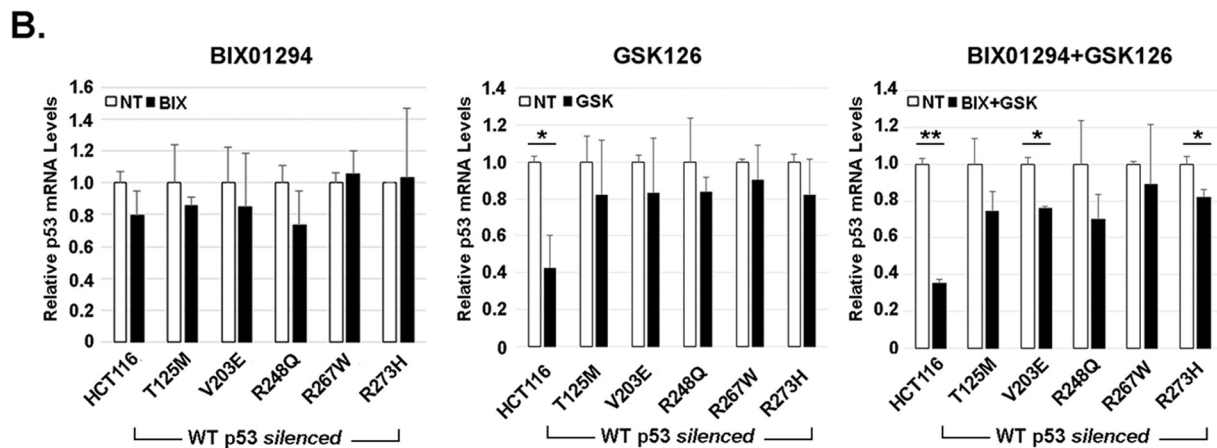 B.
BIX01294
Relative p53 mRNA Levels
1.6
1.4
1.2
1.0
0.8
0.6
0.4
0.2
0
NT BIX
HCT116
T125M
V203E
R248Q
R267W
R273H
WT p53 silenced
GSK126
Relative p53 mRNA Levels
1.4
1.2
1.0
0.8
0.6
0.4
0.2
0
NT GSK
*
HCT116
T125M
V203E
R248Q
R267W
R273H
WT p53 silenced
BIX01294+GSK126
Relative p53 mRNA Levels
1.4
1.2
1.0
0.8
0.6
0.4
0.2
0
NT BIX+GSK
**
*
*
HCT116
T125M
V203E
R248Q
R267W
R273H
WT p53 silenced